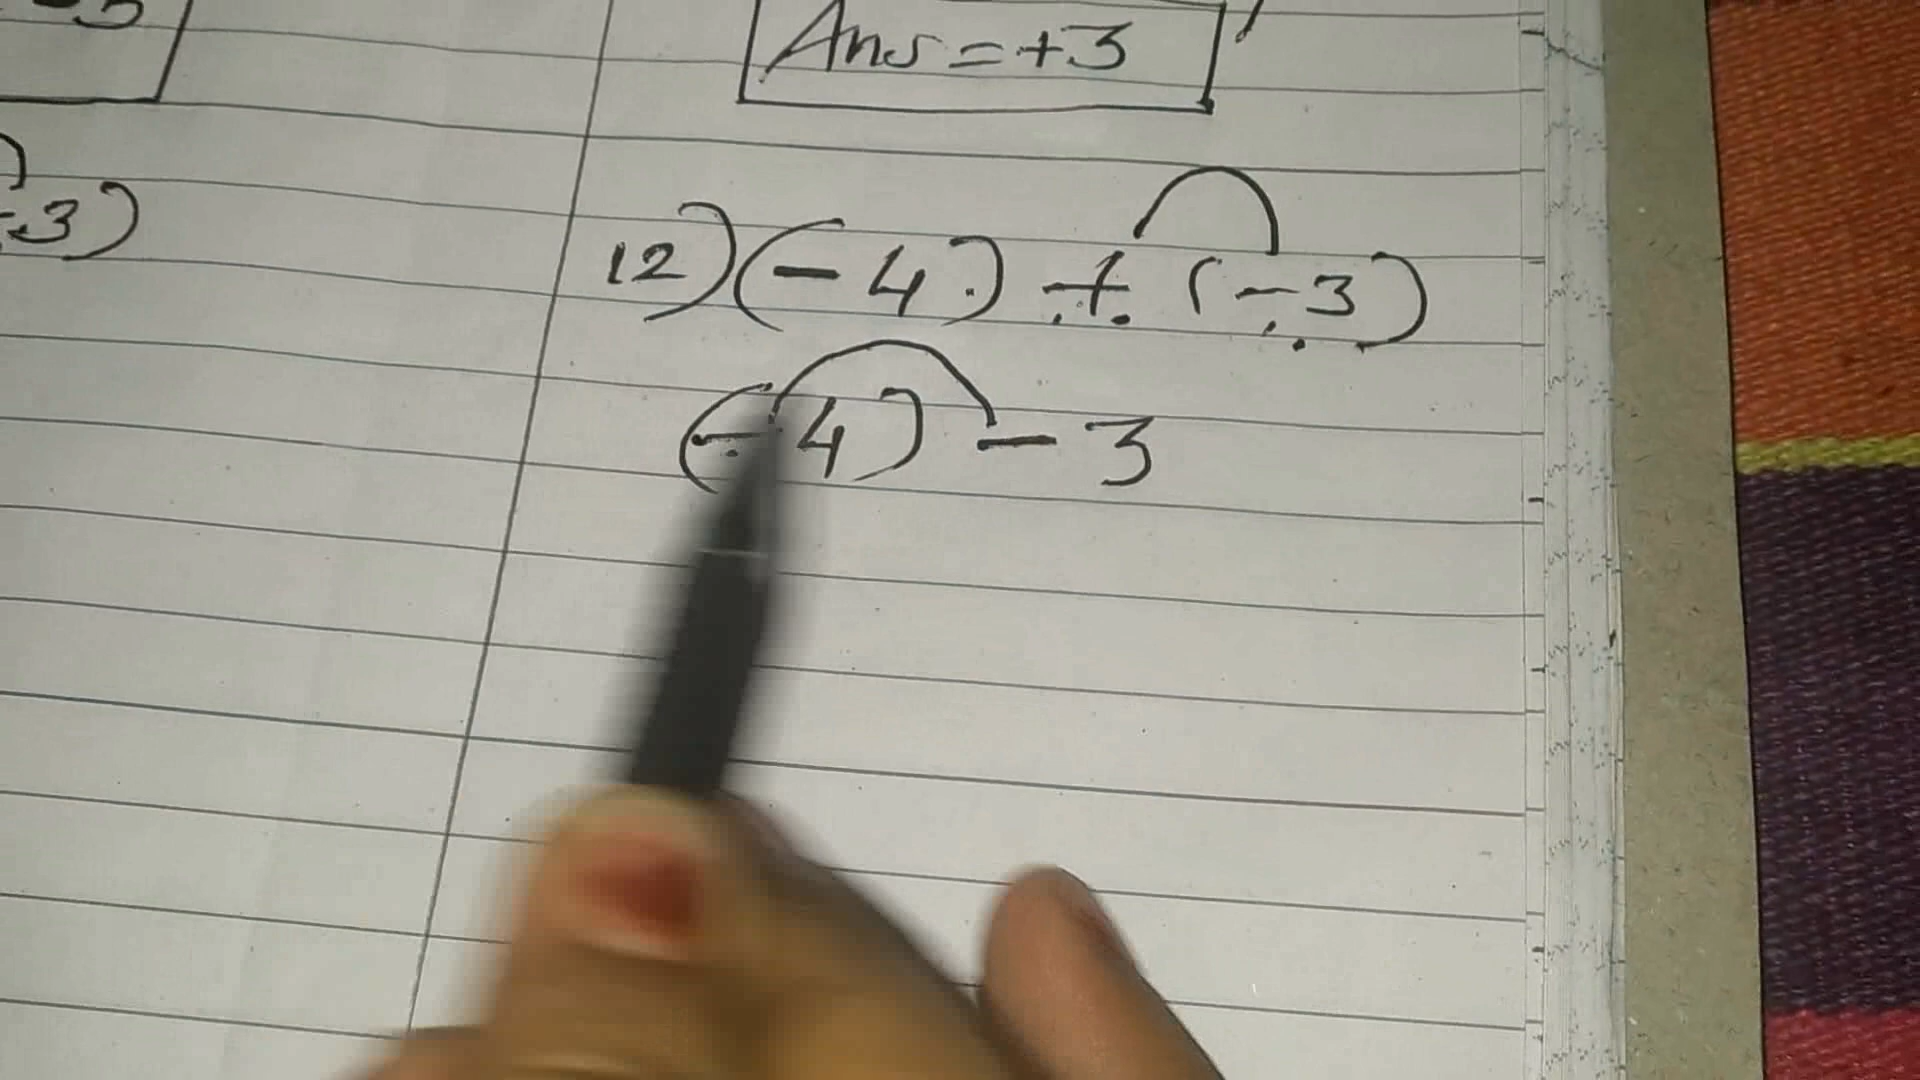 Ans = +3
-3)
12) (-4) + (-3)
(-4) - 3